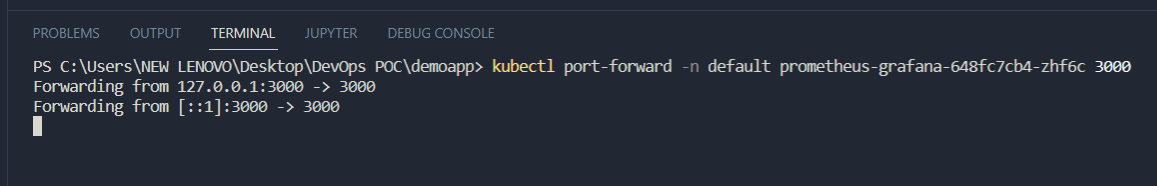 PROBLEMS OUTPUT TERMINAL JUPYTER DEBUG CONSOLE
PS C:\Users\NEW LENOVO\Desktop\DevOps POC\demoapp> kubectl port-forward -n default prometheus-grafana-648fc7cb4-zhf6c 3000
Forwarding from 127.0.0.1:3000 -> 3000
Forwarding from [::1]:3000 -> 3000